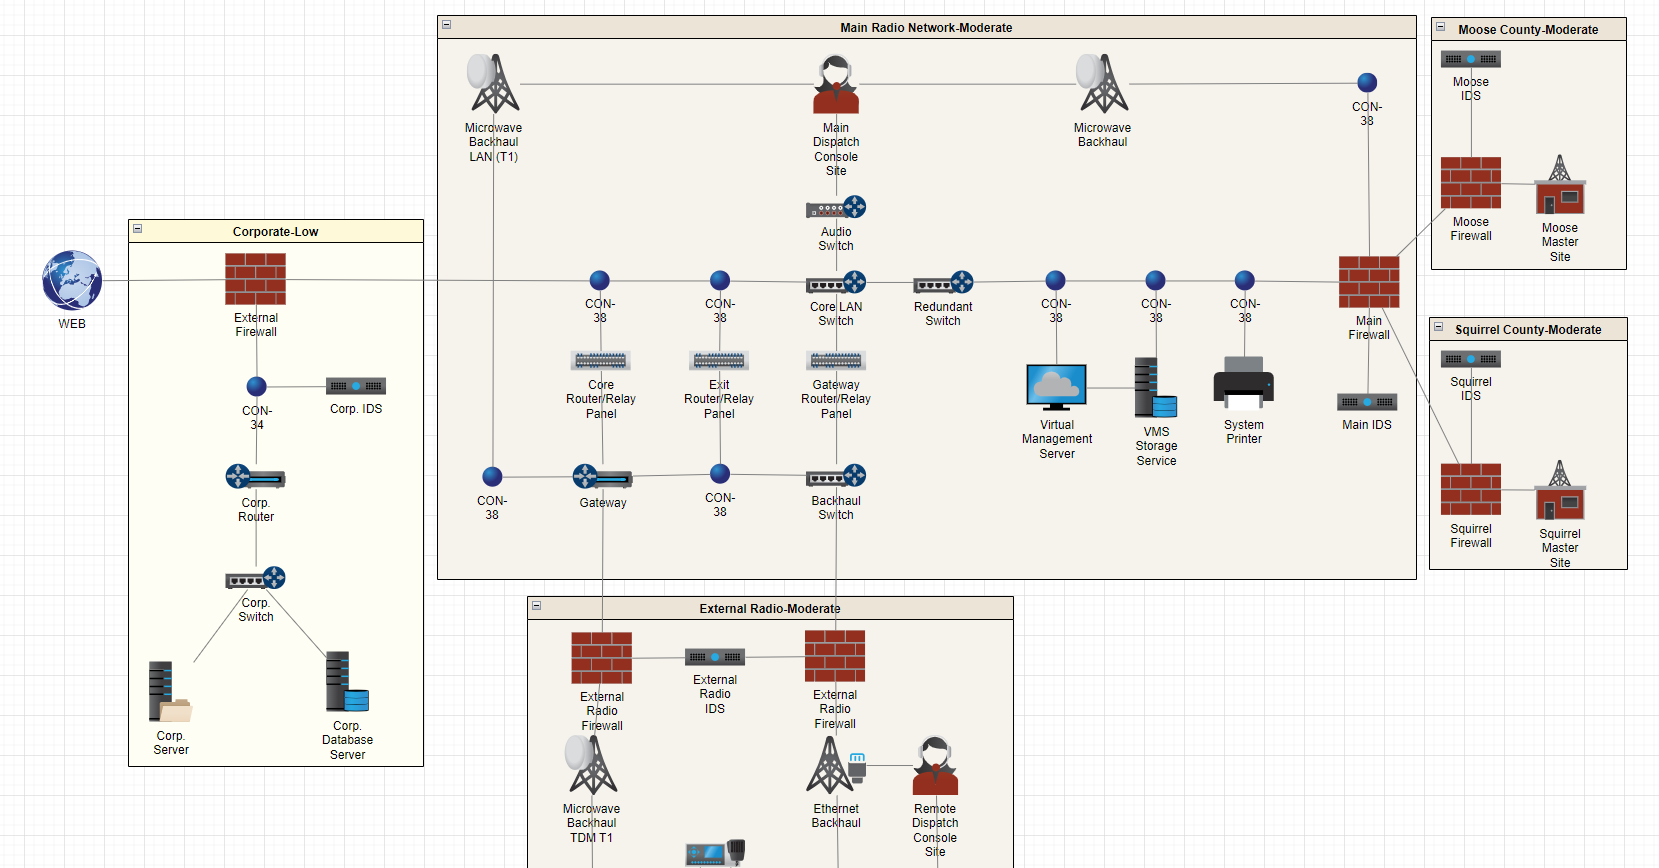 Main Radio Network-Moderate
Moose County-Moderate
Microwave
Backhaul
LAN (T1)
Main
Dispatch
Console
Site
Microwave
Backhaul
CON-
38
Moose
IDS
Moose
Firewall
Moose
Master
Site
Audio
Switch
Corporate-Low
WEB
External
Firewall
CON-
38
CON-
38
Core LAN
Switch
Redundant
Switch
CON-
38
CON-
38
CON-
38
Main
Firewall
Squirrel County-Moderate
Squirrel
IDS
Corp. IDS
CON-
34
Core
Router/Relay
Panel
Exit
Router/Relay
Panel
Gateway
Router/Relay
Panel
Virtual
Management
Server
VMS
Storage
Service
System
Printer
Main IDS
Corp.
Router
CON-
38
Gateway
CON-
38
Backhaul
Switch
Squirrel
Firewall
Squirrel
Master
Site
Corp.
Switch
External Radio-Moderate
Corp.
Server
Corp.
Database
Server
External
Radio
Firewall
External
Radio
IDS
External
Radio
Firewall
Microwave
Backhaul
TDM T1
Ethernet
Backhaul
Remote
Dispatch
Console
Site